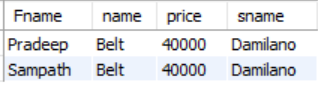 Fname name price sname
Pradeep Belt 40000 Damilano
Sampath Belt 40000 Damilano